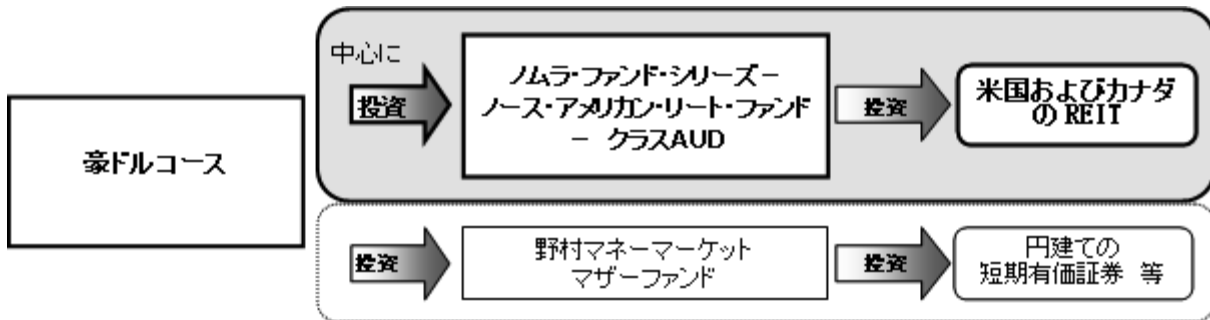 豪ドルコース
中心に
投資
ノムラ・ファンド・シリーズ－
ノース・アメリカン・リート・ファンド
－ クラスAUD
投資
米国およびカナダ
の REIT
投資
野村マネーマーケット
マザーファンド
投資
円建ての
短期有価証券 等